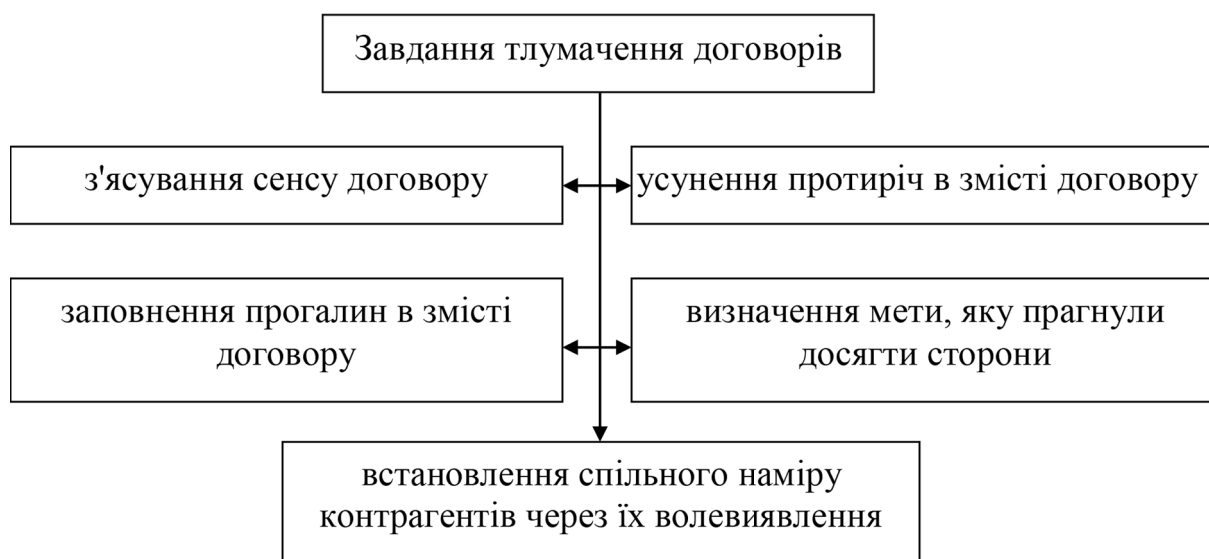 Завдання тлумачення договорів
з'ясування сенсу договору
усунення протиріч в змісті договору
заповнення прогалин в змісті
договору
визначення мети, яку прагнули
досягти сторони
встановлення спільного наміру
контрагентів через їх волевиявлення